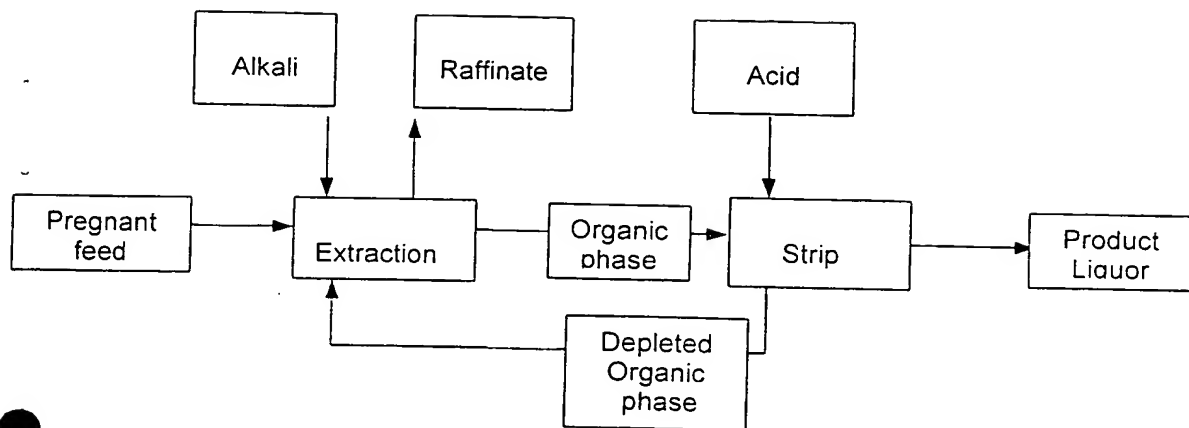 Alkali
Raffinate
Acid
Pregnant
feed
Extraction
Organic
phase
Strip
Product
Liquor
Depleted
Organic
phase